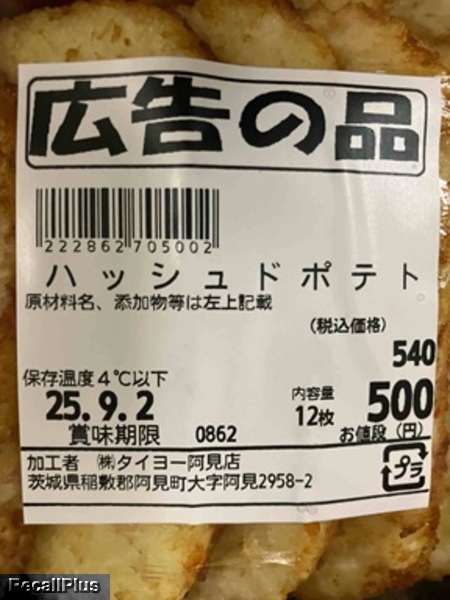 広告の品
222862 705002
ハッシュドポテト
原材料名、添加物等は左上記載
(税込価格)
540
保存温度4℃以下
25.9.2
内容量
12枚
500
賞味期限 0862
お値段(円)
加工者 ㈱タイヨー阿見店
茨城県稲敷郡阿見町大字阿見2958-2
プラ
RecallPlus